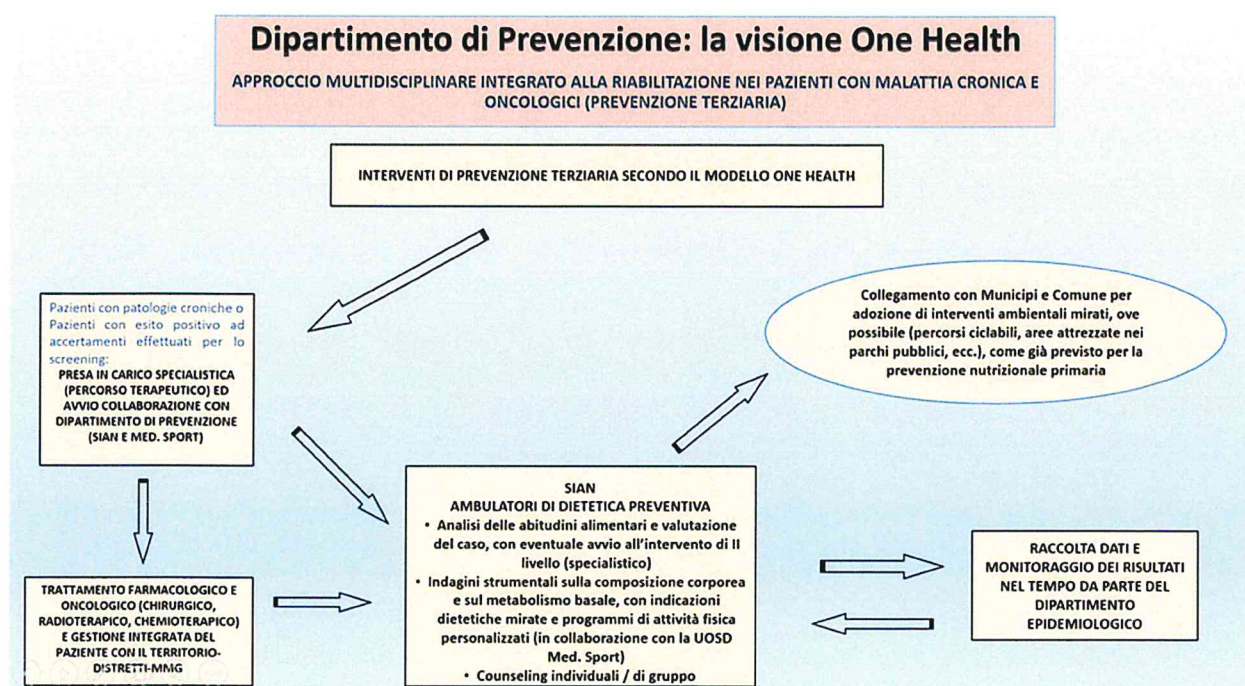 Dipartimento di Prevenzione: la visione One Health
APPROCCIO MULTIDISCIPLINARE INTEGRATO ALLA RIABILITAZIONE NEI PAZIENTI CON MALATTIA CRONICA E
ONCOLOGICI (PREVENZIONE TERZIARIA)
INTERVENTI DI PREVENZIONE TERZIARIA SECONDO IL MODELLO ONE HEALTH
Pazienti con patologie croniche o
Pazienti con esito positivo ad
accertamenti effettuati per lo
screening:
PRESA IN CARICO SPECIALISTICA
(PERCORSO TERAPEUTICO) ED
AVVIO COLLABORAZIONE CON
DIPARTIMENTO DI PREVENZIONE
(SIAN E MED. SPORT)
Collegamento con Municipi e Comune per
adozione di interventi ambientali mirati, ove
possibile (percorsi ciclabili, aree attrezzate nei
parchi pubblici, ecc.), come già previsto per la
prevenzione nutrizionale primaria
TRATTAMENTO FARMACOLOGICO E
ONCOLOGICO (CHIRURGICO,
RADIOTERAPICO, CHEMIOTERAPICO)
E GESTIONE INTEGRATA DEL
PAZIENTE CON IL TERRITORIO-
DISTRETTI-MMG
SIAN
AMBULATORI DI DIETETICA PREVENTIVA
• Analisi delle abitudini alimentari e valutazione
del caso, con eventuale avvio all'intervento di II
livello (specialistico)
• Indagini strumentali sulla composizione corporea
e sul metabolismo basale, con indicazioni
dietetiche mirate e programmi di attività fisica
personalizzati (in collaborazione con la UOSD
Med. Sport)
• Counseling individuali / di gruppo
RACCOLTA DATI E
MONITORAGGIO DEI RISULTATI
NEL TEMPO DA PARTE DEL
DIPARTIMENTO
EPIDEMIOLOGICO